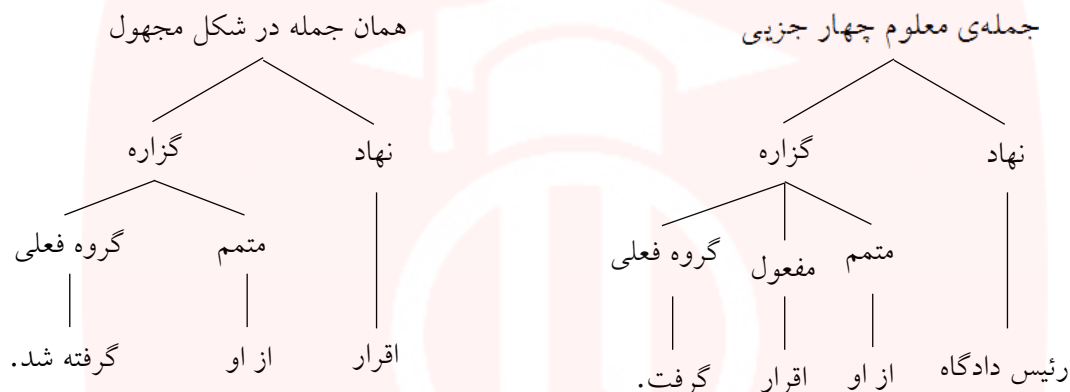 جمله‌ی معلوم چهار جزیی
همان جمله در شکل مجهول
نهاد گزاره
نهاد گزاره
متمم مفعول گروه فعلی
متمم گروه فعلی
رئیس دادگاه از او اقرار گرفت.
اقرار از او گرفته شد.